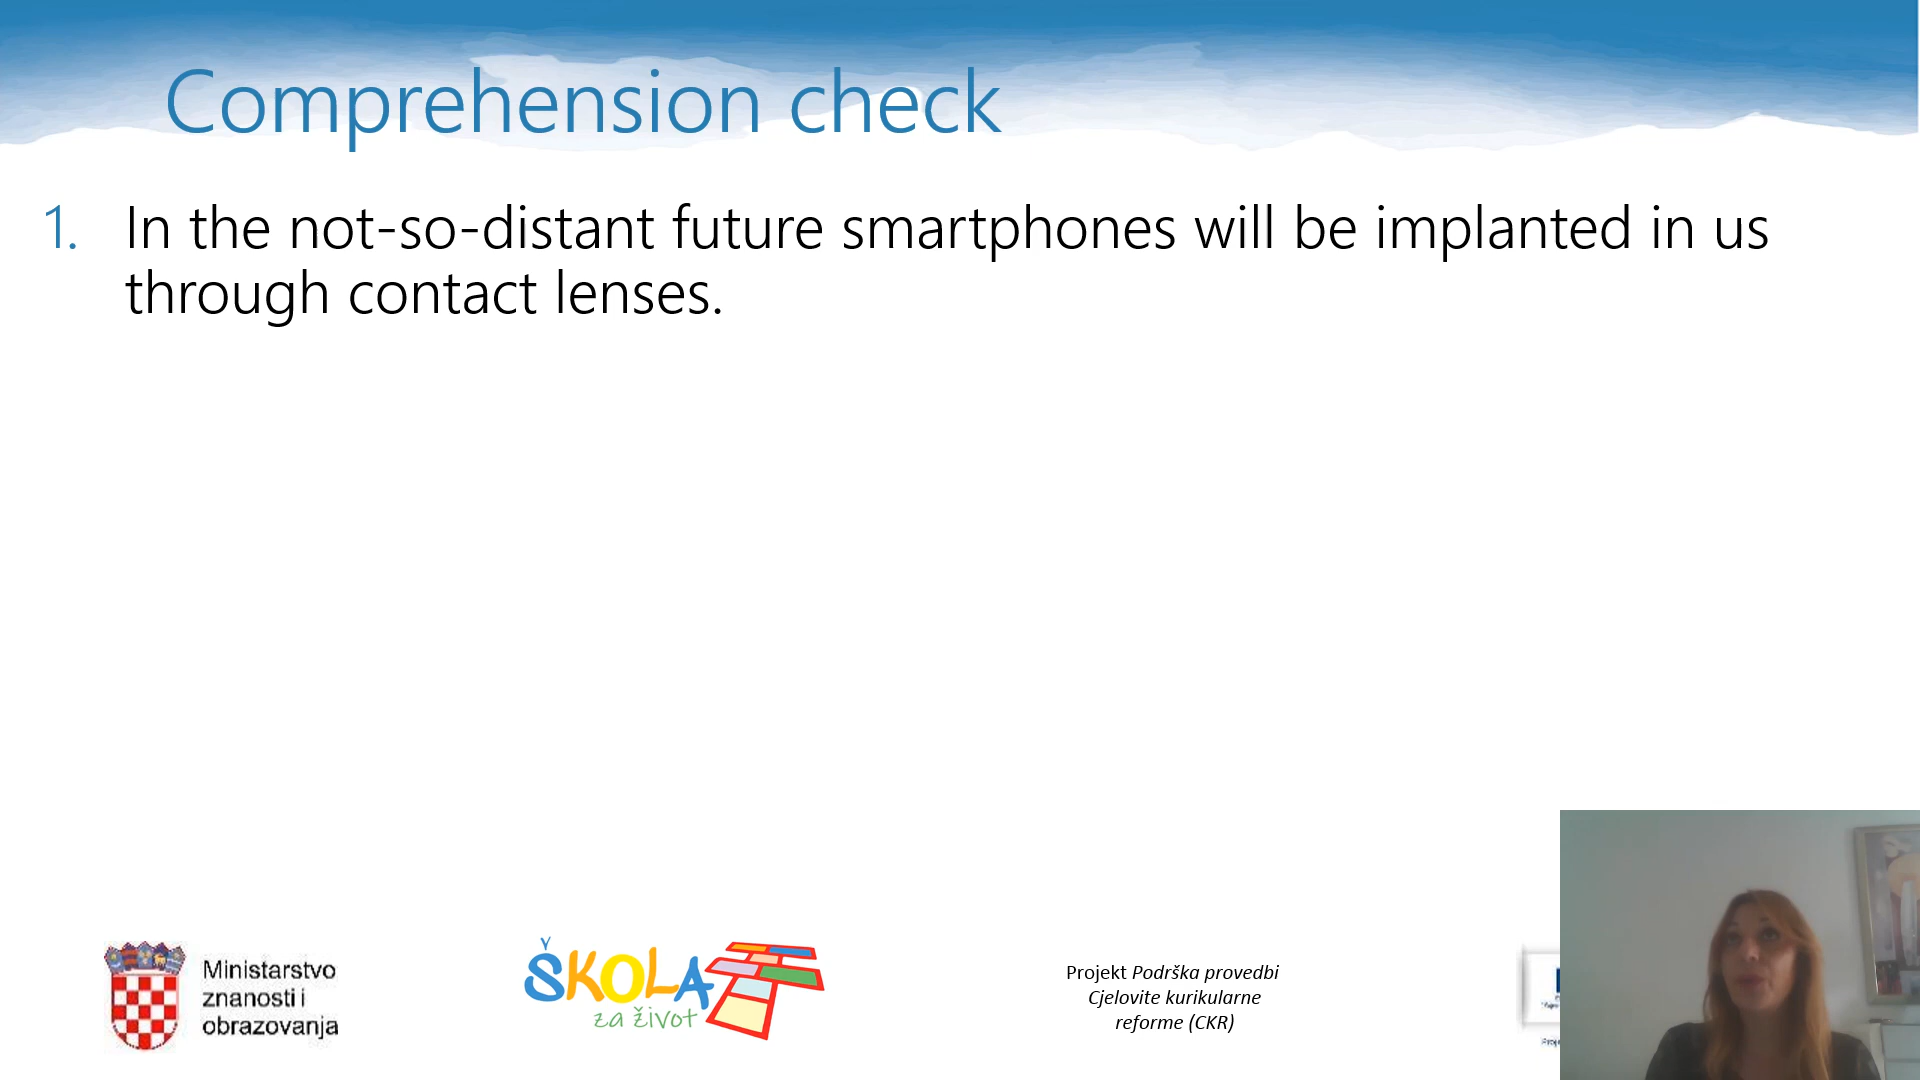 Comprehension check
1. In the not-so-distant future smartphones will be implanted in us
through contact lenses.
Ministarstvo
znanosti i
obrazovanja
ŠKOLA
za život
Projekt Podrška provedbi
Cjelovite kurikularne
reforme (CKR)